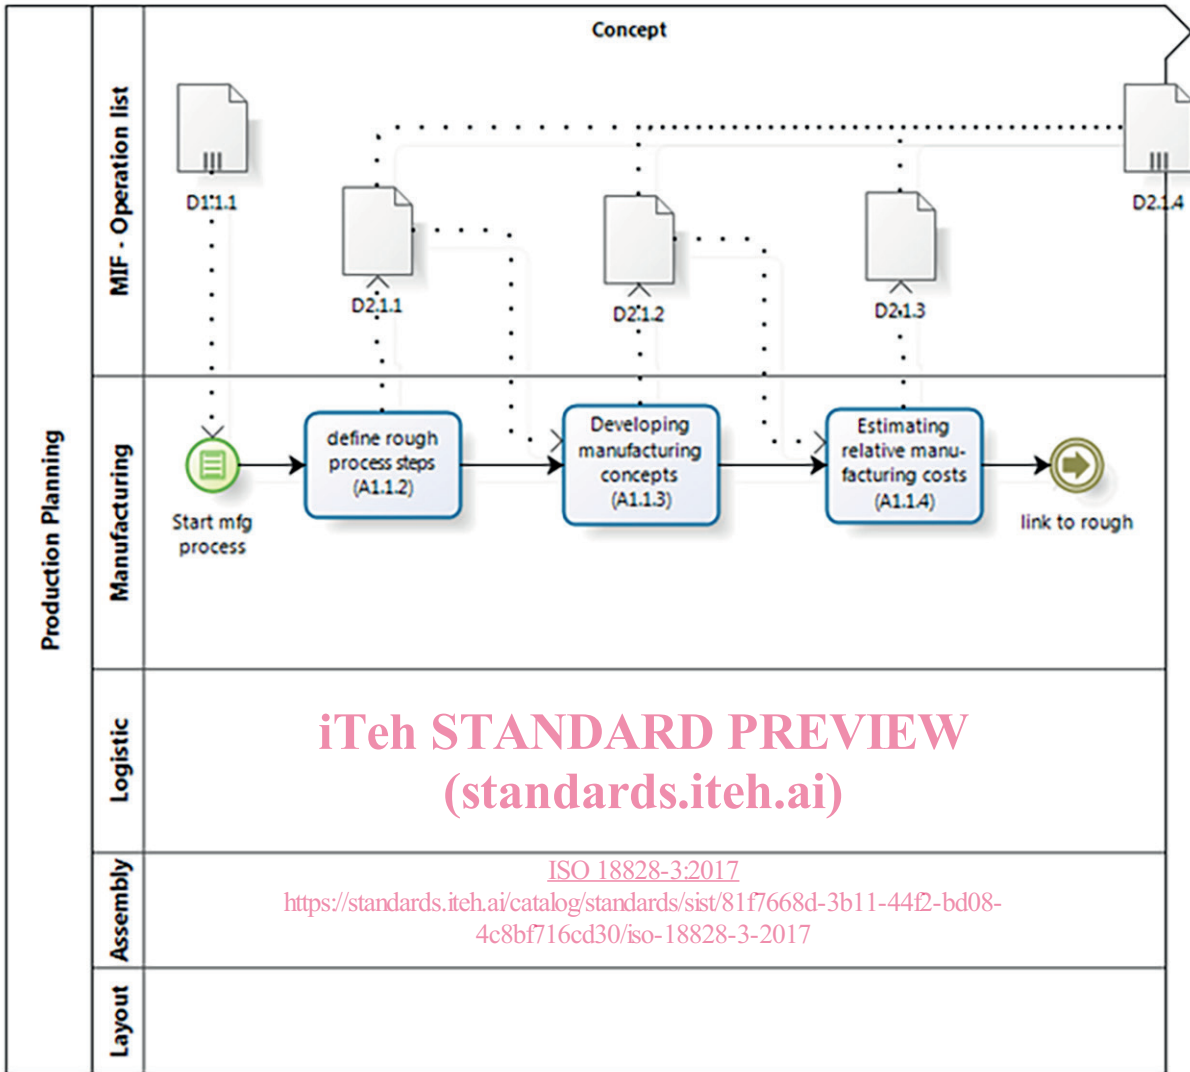 Concept
Production Planning
MIF - Operation list
D1.1.1
D2.1.1
D2.1.2
D2.1.3
D2.1.4
Manufacturing
Start mfg
process
define rough
process steps
(A1.1.2)
Developing
manufacturing
concepts
(A1.1.3)
Estimating
relative manu-
facturing costs
(A1.1.4)
link to rough
Logistic
iTeh STANDARD PREVIEW
(standards.iteh.ai)
Assembly
ISO 18828-3:2017
https://standards.iteh.ai/catalog/standards/sist/81f7668d-3b11-44f2-bd08-
4c8bf716cd30/iso-18828-3-2017
Layout